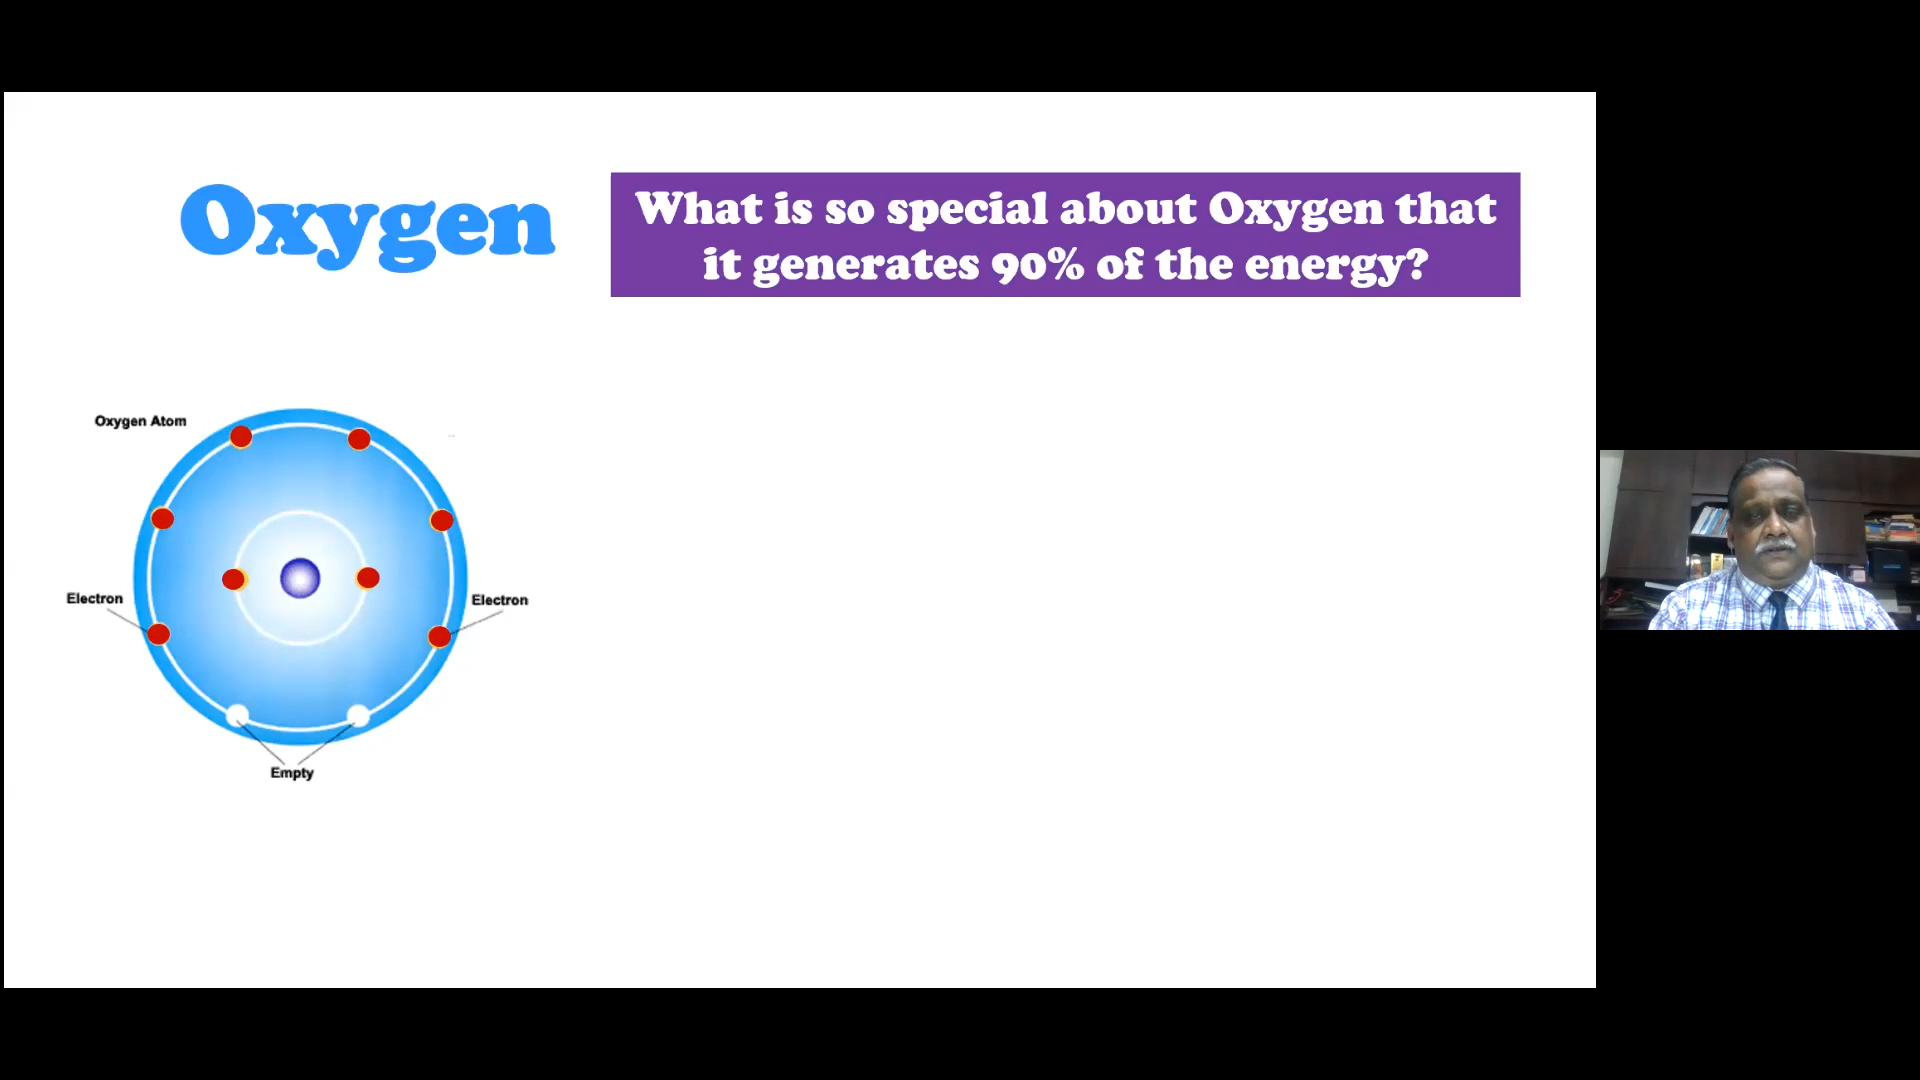 Oxygen
What is so special about Oxygen that
it generates 90% of the energy?
Oxygen Atom
Electron
Electron
Empty